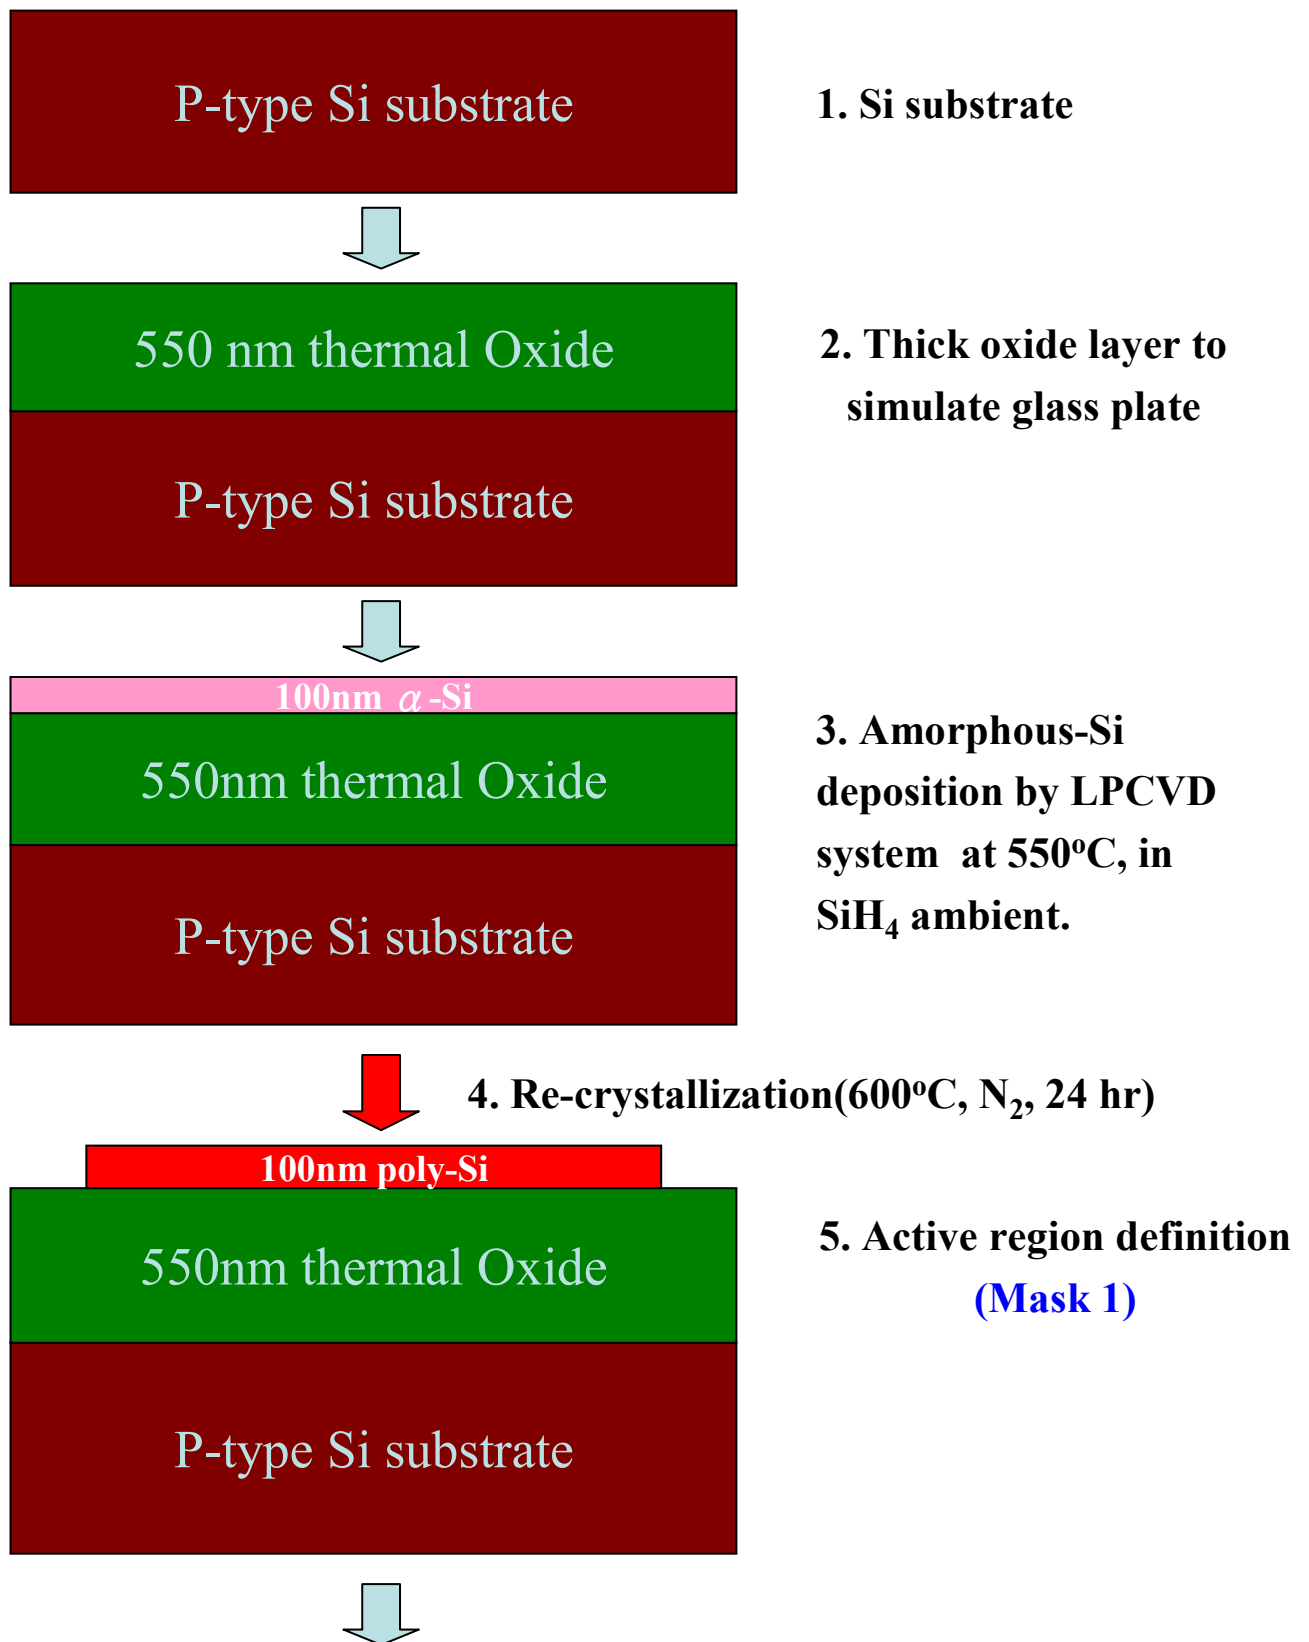 P-type Si substrate
1. Si substrate
550 nm thermal Oxide
2. Thick oxide layer to
simulate glass plate
P-type Si substrate
100nm α-Si
550nm thermal Oxide
3. Amorphous-Si
deposition by LPCVD
system at 550°C, in
SiH₄ ambient.
P-type Si substrate
4. Re-crystallization(600°C, N₂, 24 hr)
100nm poly-Si
550nm thermal Oxide
5. Active region definition
(Mask 1)
P-type Si substrate